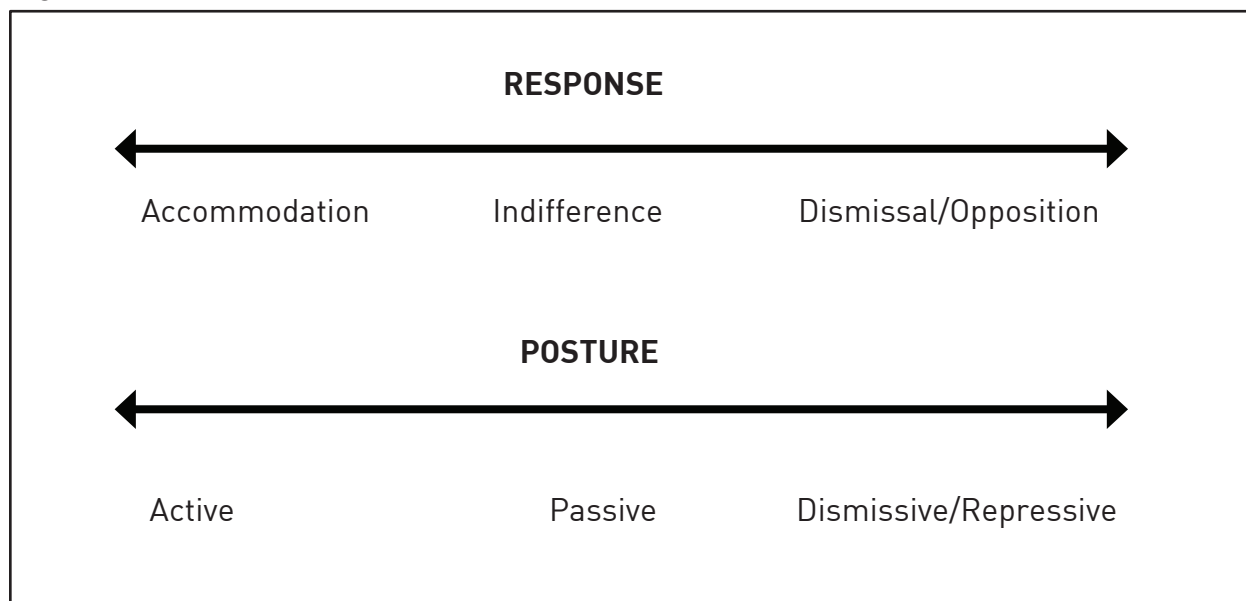 RESPONSE
Accommodation Indifference Dismissal/Opposition
POSTURE
Active Passive Dismissive/Repressive